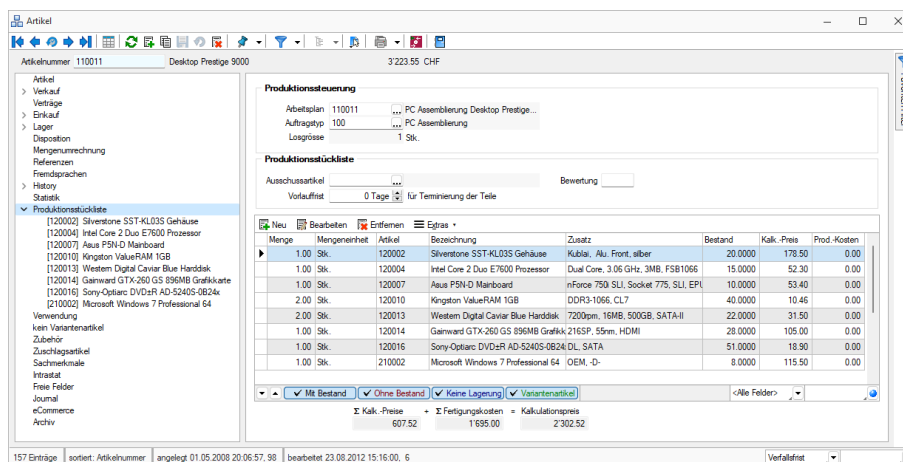 Artikel
Artikelnummer 110011 Desktop Prestige 9000 3'223.55 CHF
Artikel
Verkauf
Verträge
Einkauf
Lager
Disposition
Mengenumrechnung
Referenzen
Fremdsprachen
History
Statistik
Produktionsstückliste
[120002] Silverstone SST-KL03S Gehäuse
[120004] Intel Core 2 Duo E7600 Prozessor
[120007] Asus P5N-D Mainboard
[120010] Kingston ValueRAM 1GB
[120013] Western Digital Caviar Blue Harddisk
[120014] Gainward GTX-260 GS 896MB Grafikkarte
[120016] Sony-Optiarc DVD±R AD-5240S-0B24x
[210002] Microsoft Windows 7 Professional 64
Verwendung
kein Variantenartikel
Zubehör
Zuschlagsartikel
Sachmerkmale
Intrastat
Freie Felder
Journal
eCommerce
Archiv
Produktionssteuerung
Arbeitsplan 110011 ... PC Assemblierung Desktop Prestige...
Auftragstyp 100 ... PC Assemblierung
Losgrösse 1 Stk.
Produktionsstückliste
Ausschussartikel ... Bewertung
Vorlauffrist 0 Tage für Terminierung der Teile
Neu Bearbeiten Entfernen Extras
Menge Mengeneinheit Artikel Bezeichnung Zusatz Bestand Kalk.-Preis Prod.-Kosten
1.00 Stk. 120002 Silverstone SST-KL03S Gehäuse Kublai, Alu. Front, silber 20.0000 178.50 0.00
1.00 Stk. 120004 Intel Core 2 Duo E7600 Prozessor Dual Core, 3.06 GHz, 3MB, FSB1066 15.0000 52.30 0.00
1.00 Stk. 120007 Asus P5N-D Mainboard nForce 750i SLI, Socket 775, SLI, EPU 10.0000 53.40 0.00
2.00 Stk. 120010 Kingston ValueRAM 1GB DDR3-1066, CL7 40.0000 10.46 0.00
2.00 Stk. 120013 Western Digital Caviar Blue Harddisk 7200rpm, 16MB, 500GB, SATA-II 22.0000 31.50 0.00
1.00 Stk. 120014 Gainward GTX-260 GS 896MB Grafikk 216SP, 55nm, HDMI 28.0000 105.00 0.00
1.00 Stk. 120016 Sony-Optiarc DVD±R AD-5240S-0B24x DL, SATA 51.0000 18.90 0.00
1.00 Stk. 210002 Microsoft Windows 7 Professional 64 OEM, -D- 8.0000 115.50 0.00
Mit Bestand Ohne Bestand Keine Lagerung Variantenartikel <Alle Felder>
Σ Kalk.-Preise + Σ Fertigungskosten = Kalkulationspreis
607.52 1'695.00 2'302.52
157 Einträge sortiert: Artikelnummer angelegt 01.05.2008 20:06:57, 98 bearbeitet 23.08.2012 15:16:00, 6 Verfallsfrist